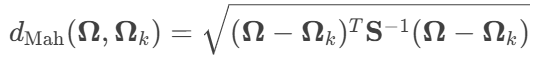 d_Mah(𝛀, 𝛀_k) = √((𝛀 − 𝛀_k)^T 𝐒^−1 (𝛀 − 𝛀_k))